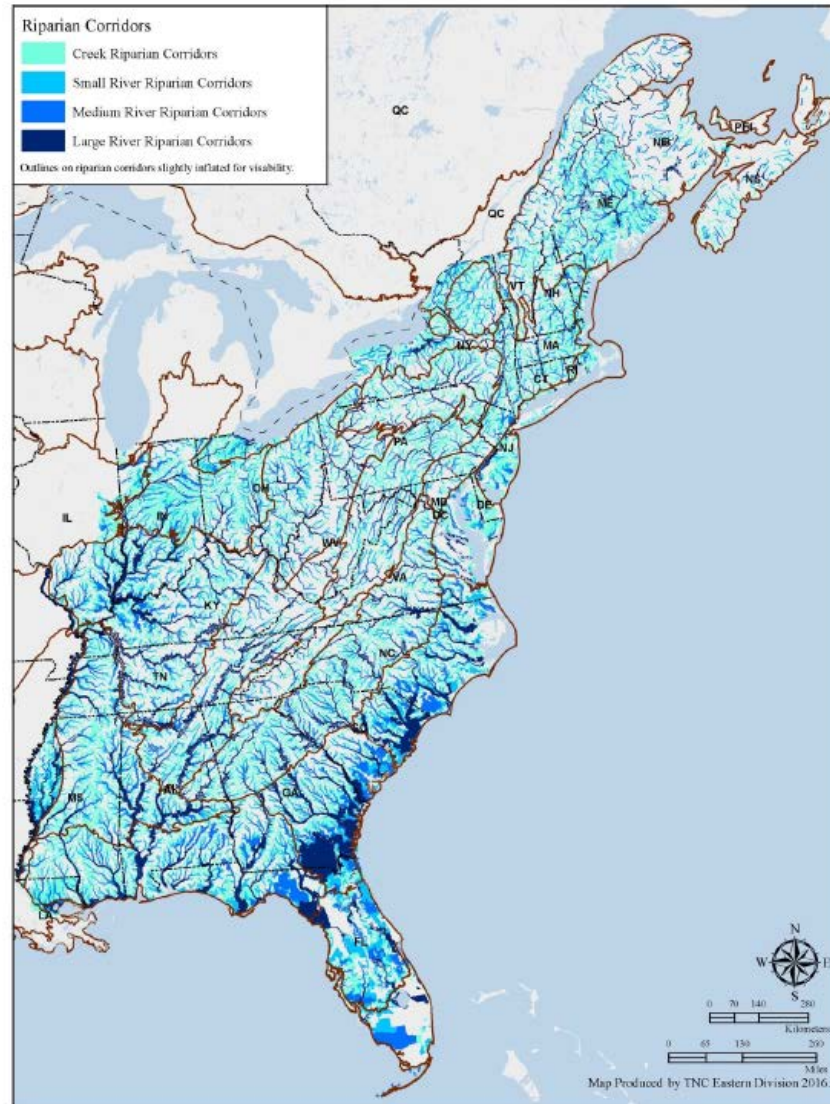 Riparian Corridors
Creek Riparian Corridors
Small River Riparian Corridors
Medium River Riparian Corridors
Large River Riparian Corridors
Outlines on riparian corridors slightly inflated for visability.
QC
QC
NB
PEI
NS
ME
VT
NH
NY
MA
CT
RI
PA
NJ
OH
MD
DE
DC
IL
IN
WV
VA
KY
NC
TN
MS
AL
GA
LA
FL
N
W
E
S
0 70 140 280
Kilometers
0 65 130 260
Miles
Map Produced by TNC Eastern Division 2016.